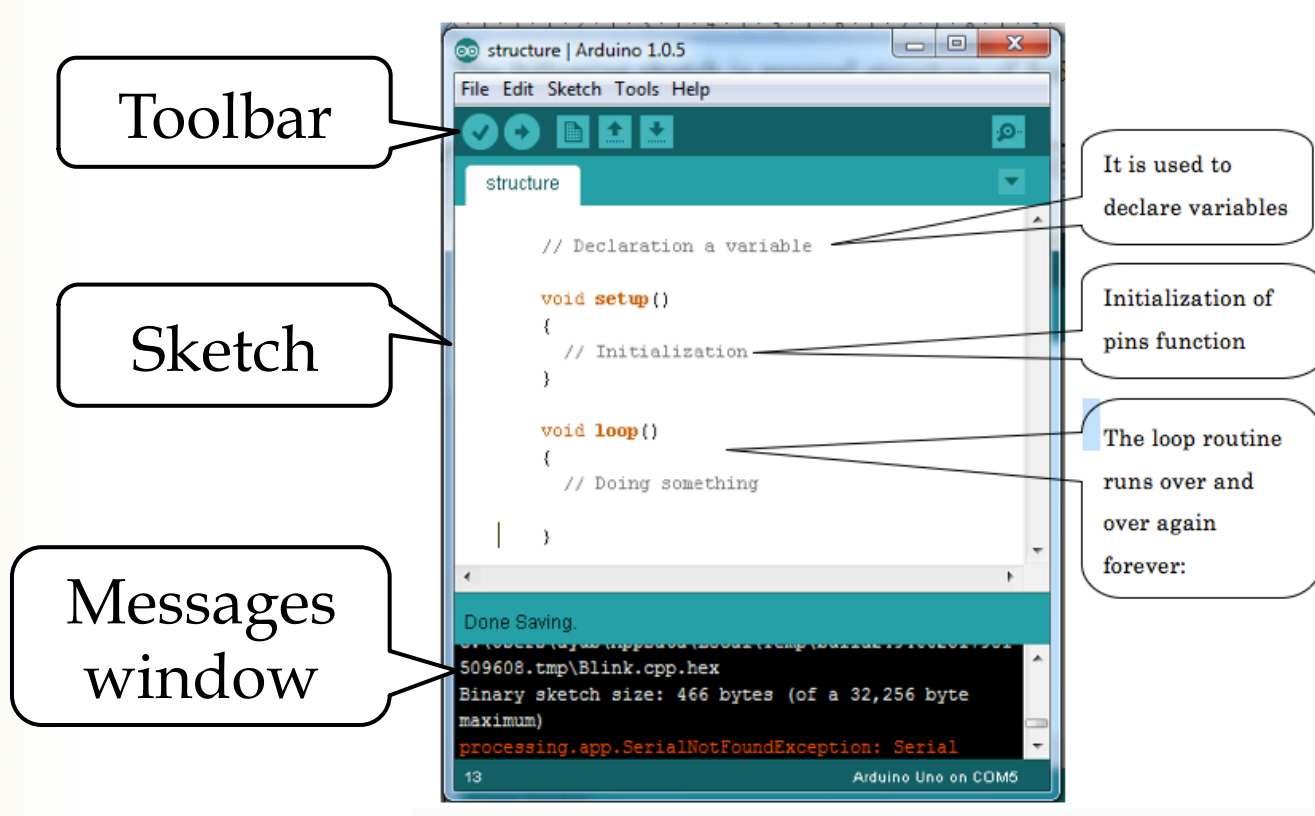 Toolbar
Sketch
Messages
window
structure | Arduino 1.0.5
File Edit Sketch Tools Help
structure
// Declaration a variable
void setup()
{
// Initialization
}
void loop()
{
// Doing something
}
Done Saving.
509608.tmp\Blink.cpp.hex
Binary sketch size: 466 bytes (of a 32,256 byte
maximum)
processing.app.SerialNotFoundException: Serial
13
Arduino Uno on COM5
It is used to
declare variables
Initialization of
pins function
The loop routine
runs over and
over again
forever: